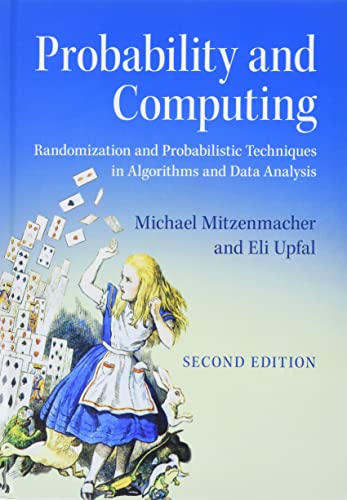 Probability and
Computing
Randomization and Probabilistic Techniques
in Algorithms and Data Analysis
Michael Mitzenmacher
and Eli Upfal
SECOND EDITION